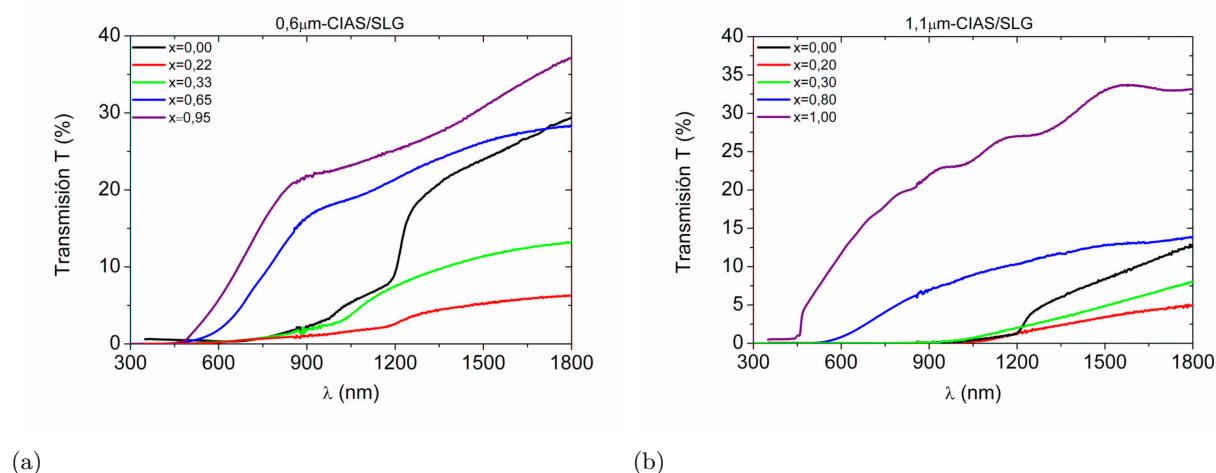 0,6µm-CIAS/SLG
x=0,00
x=0,22
x=0,33
x=0,65
x=0,95
Transmisión T (%)
40
30
20
10
0
300 600 900 1200 1500 1800
λ (nm)
(a)
1,1µm-CIAS/SLG
x=0,00
x=0,20
x=0,30
x=0,80
x=1,00
Transmisión T (%)
40
35
30
25
20
15
10
5
0
300 600 900 1200 1500 1800
λ (nm)
(b)